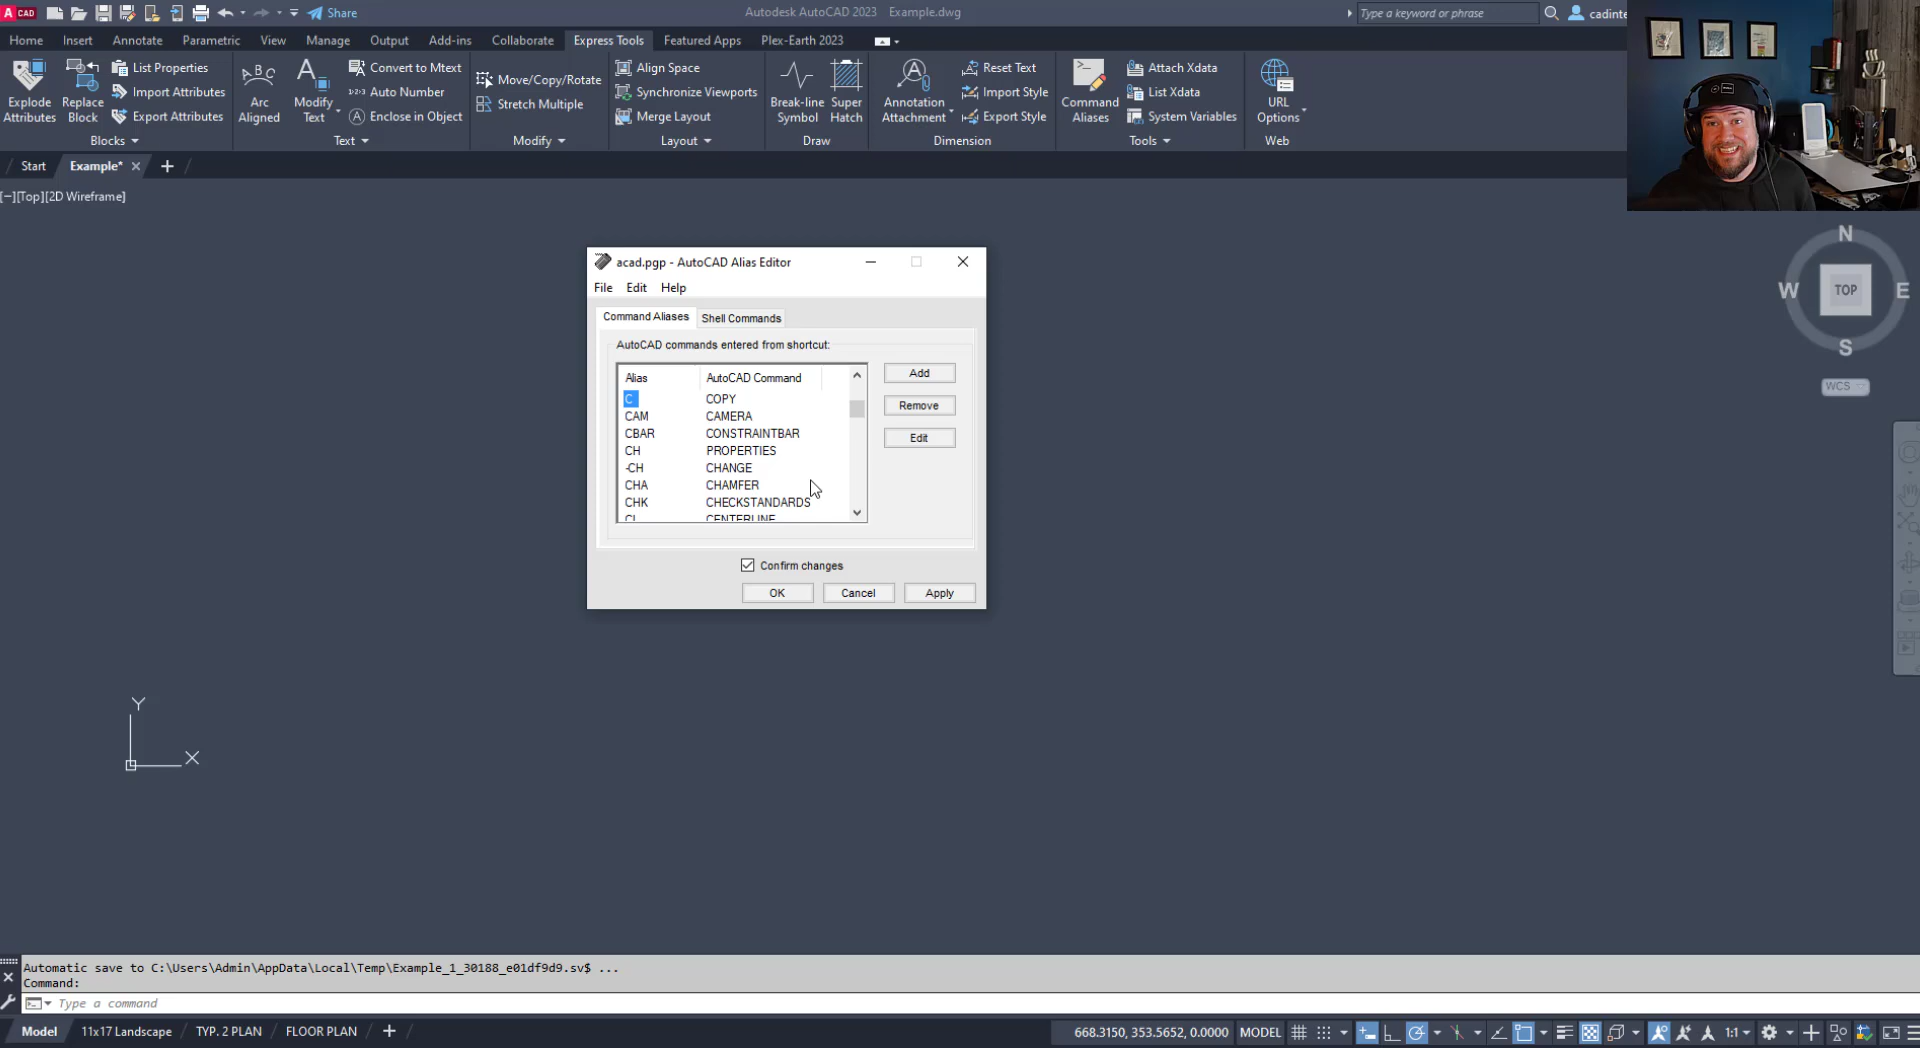 A CAD
Share
Autodesk AutoCAD 2023 Example.dwg
Type a keyword or phrase
cadinte
Home Insert Annotate Parametric View Manage Output Add-ins Collaborate Express Tools Featured Apps Plex-Earth 2023
Explode Attributes
Replace Block
List Properties
Import Attributes
Export Attributes
Blocks
ABC
Arc Aligned
Modify Text
Convert to Mtext
Auto Number
Enclose in Object
Text
Move/Copy/Rotate
Stretch Multiple
Modify
Align Space
Synchronize Viewports
Merge Layout
Layout
Break-line Symbol
Super Hatch
Draw
Annotation Attachment
Reset Text
Import Style
Export Style
Dimension
Command Aliases
Attach Xdata
List Xdata
System Variables
Tools
URL Options
Web
Start
Example*
[−][Top][2D Wireframe]
N
W TOP E
S
WCS
acad.pgp - AutoCAD Alias Editor
File Edit Help
Command Aliases Shell Commands
AutoCAD commands entered from shortcut:
Alias AutoCAD Command
C COPY
CAM CAMERA
CBAR CONSTRAINTBAR
CH PROPERTIES
-CH CHANGE
CHA CHAMFER
CHK CHECKSTANDARDS
CL CENTERLINE
Add
Remove
Edit
Confirm changes
OK Cancel Apply
Y
X
Automatic save to C:\Users\Admin\AppData\Local\Temp\Example_1_30188_e01df9d9.sv$ ...
Command:
Type a command
Model 11x17 Landscape TYP. 2 PLAN FLOOR PLAN
668.3150, 353.5652, 0.0000 MODEL
1:1